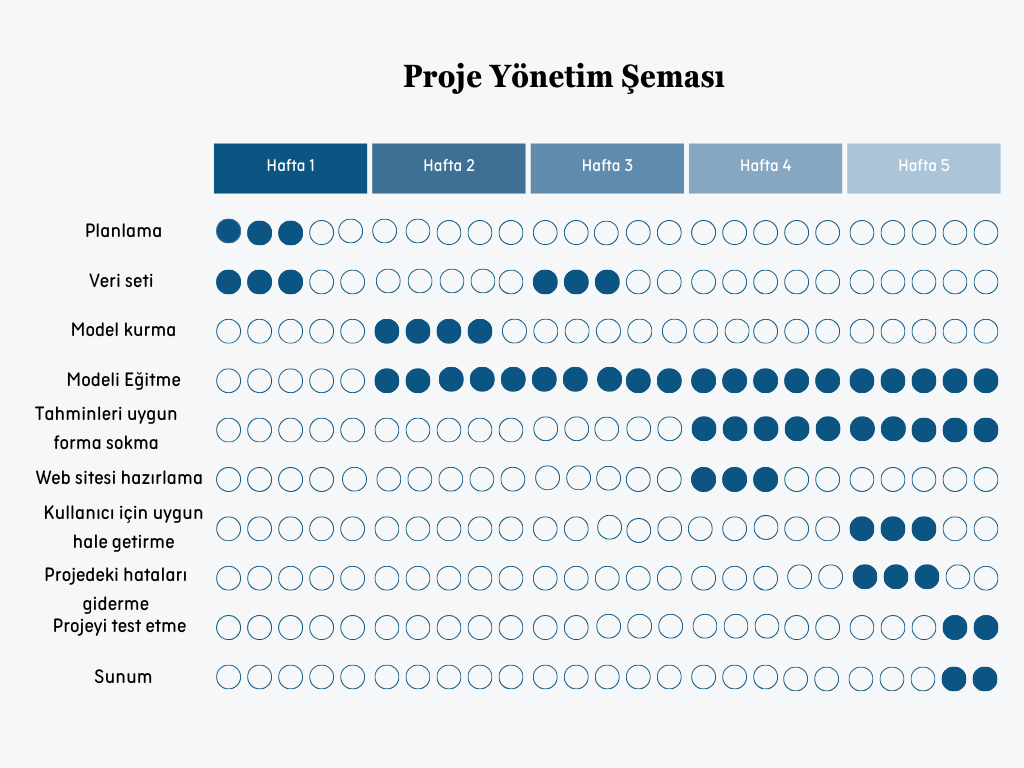 Proje Yönetim Şeması
Hafta 1
Hafta 2
Hafta 3
Hafta 4
Hafta 5
Planlama
Veri seti
Model kurma
Modeli Eğitme
Tahminleri uygun
forma sokma
Web sitesi hazırlama
Kullanıcı için uygun
hale getirme
Projedeki hataları
giderme
Projeyi test etme
Sunum